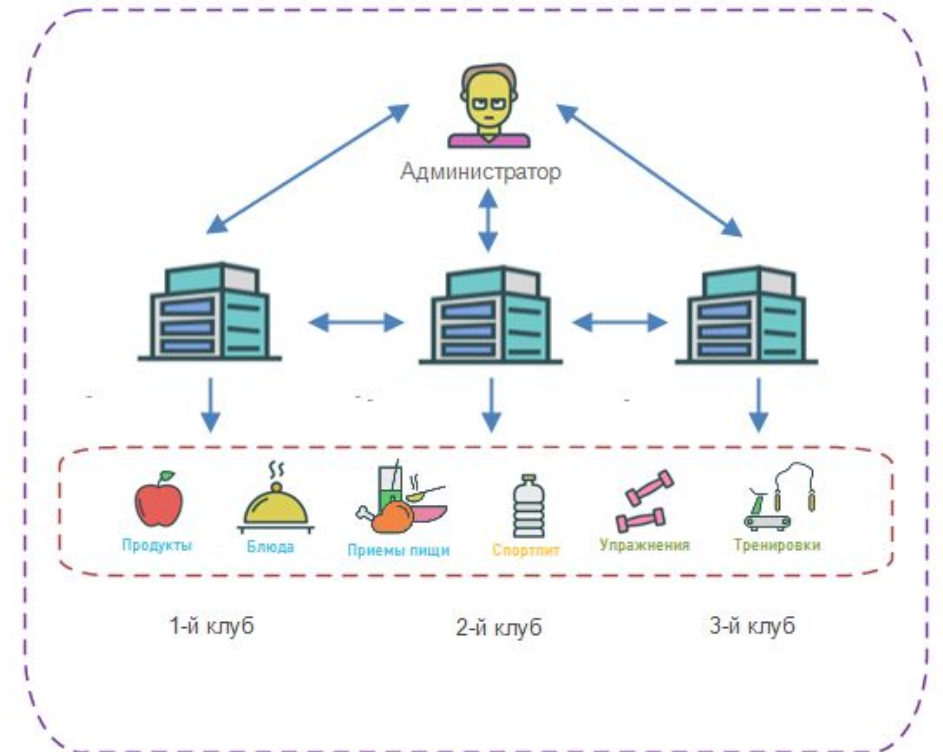 Администратор
Продукты
Блюда
Приемы пищи
Спортпит
Упражнения
Тренировки
1-й клуб
2-й клуб
3-й клуб